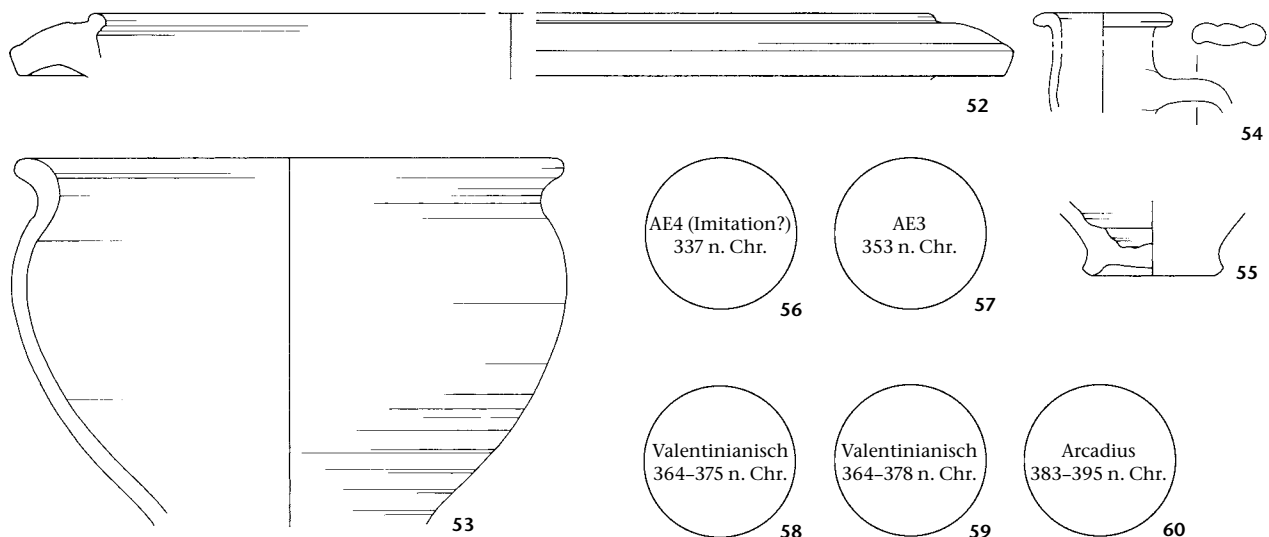 52
54
AE4 (Imitation?)
337 n. Chr.
56
AE3
353 n. Chr.
57
55
53
Valentinianisch
364–375 n. Chr.
58
Valentinianisch
364–378 n. Chr.
59
Arcadius
383–395 n. Chr.
60